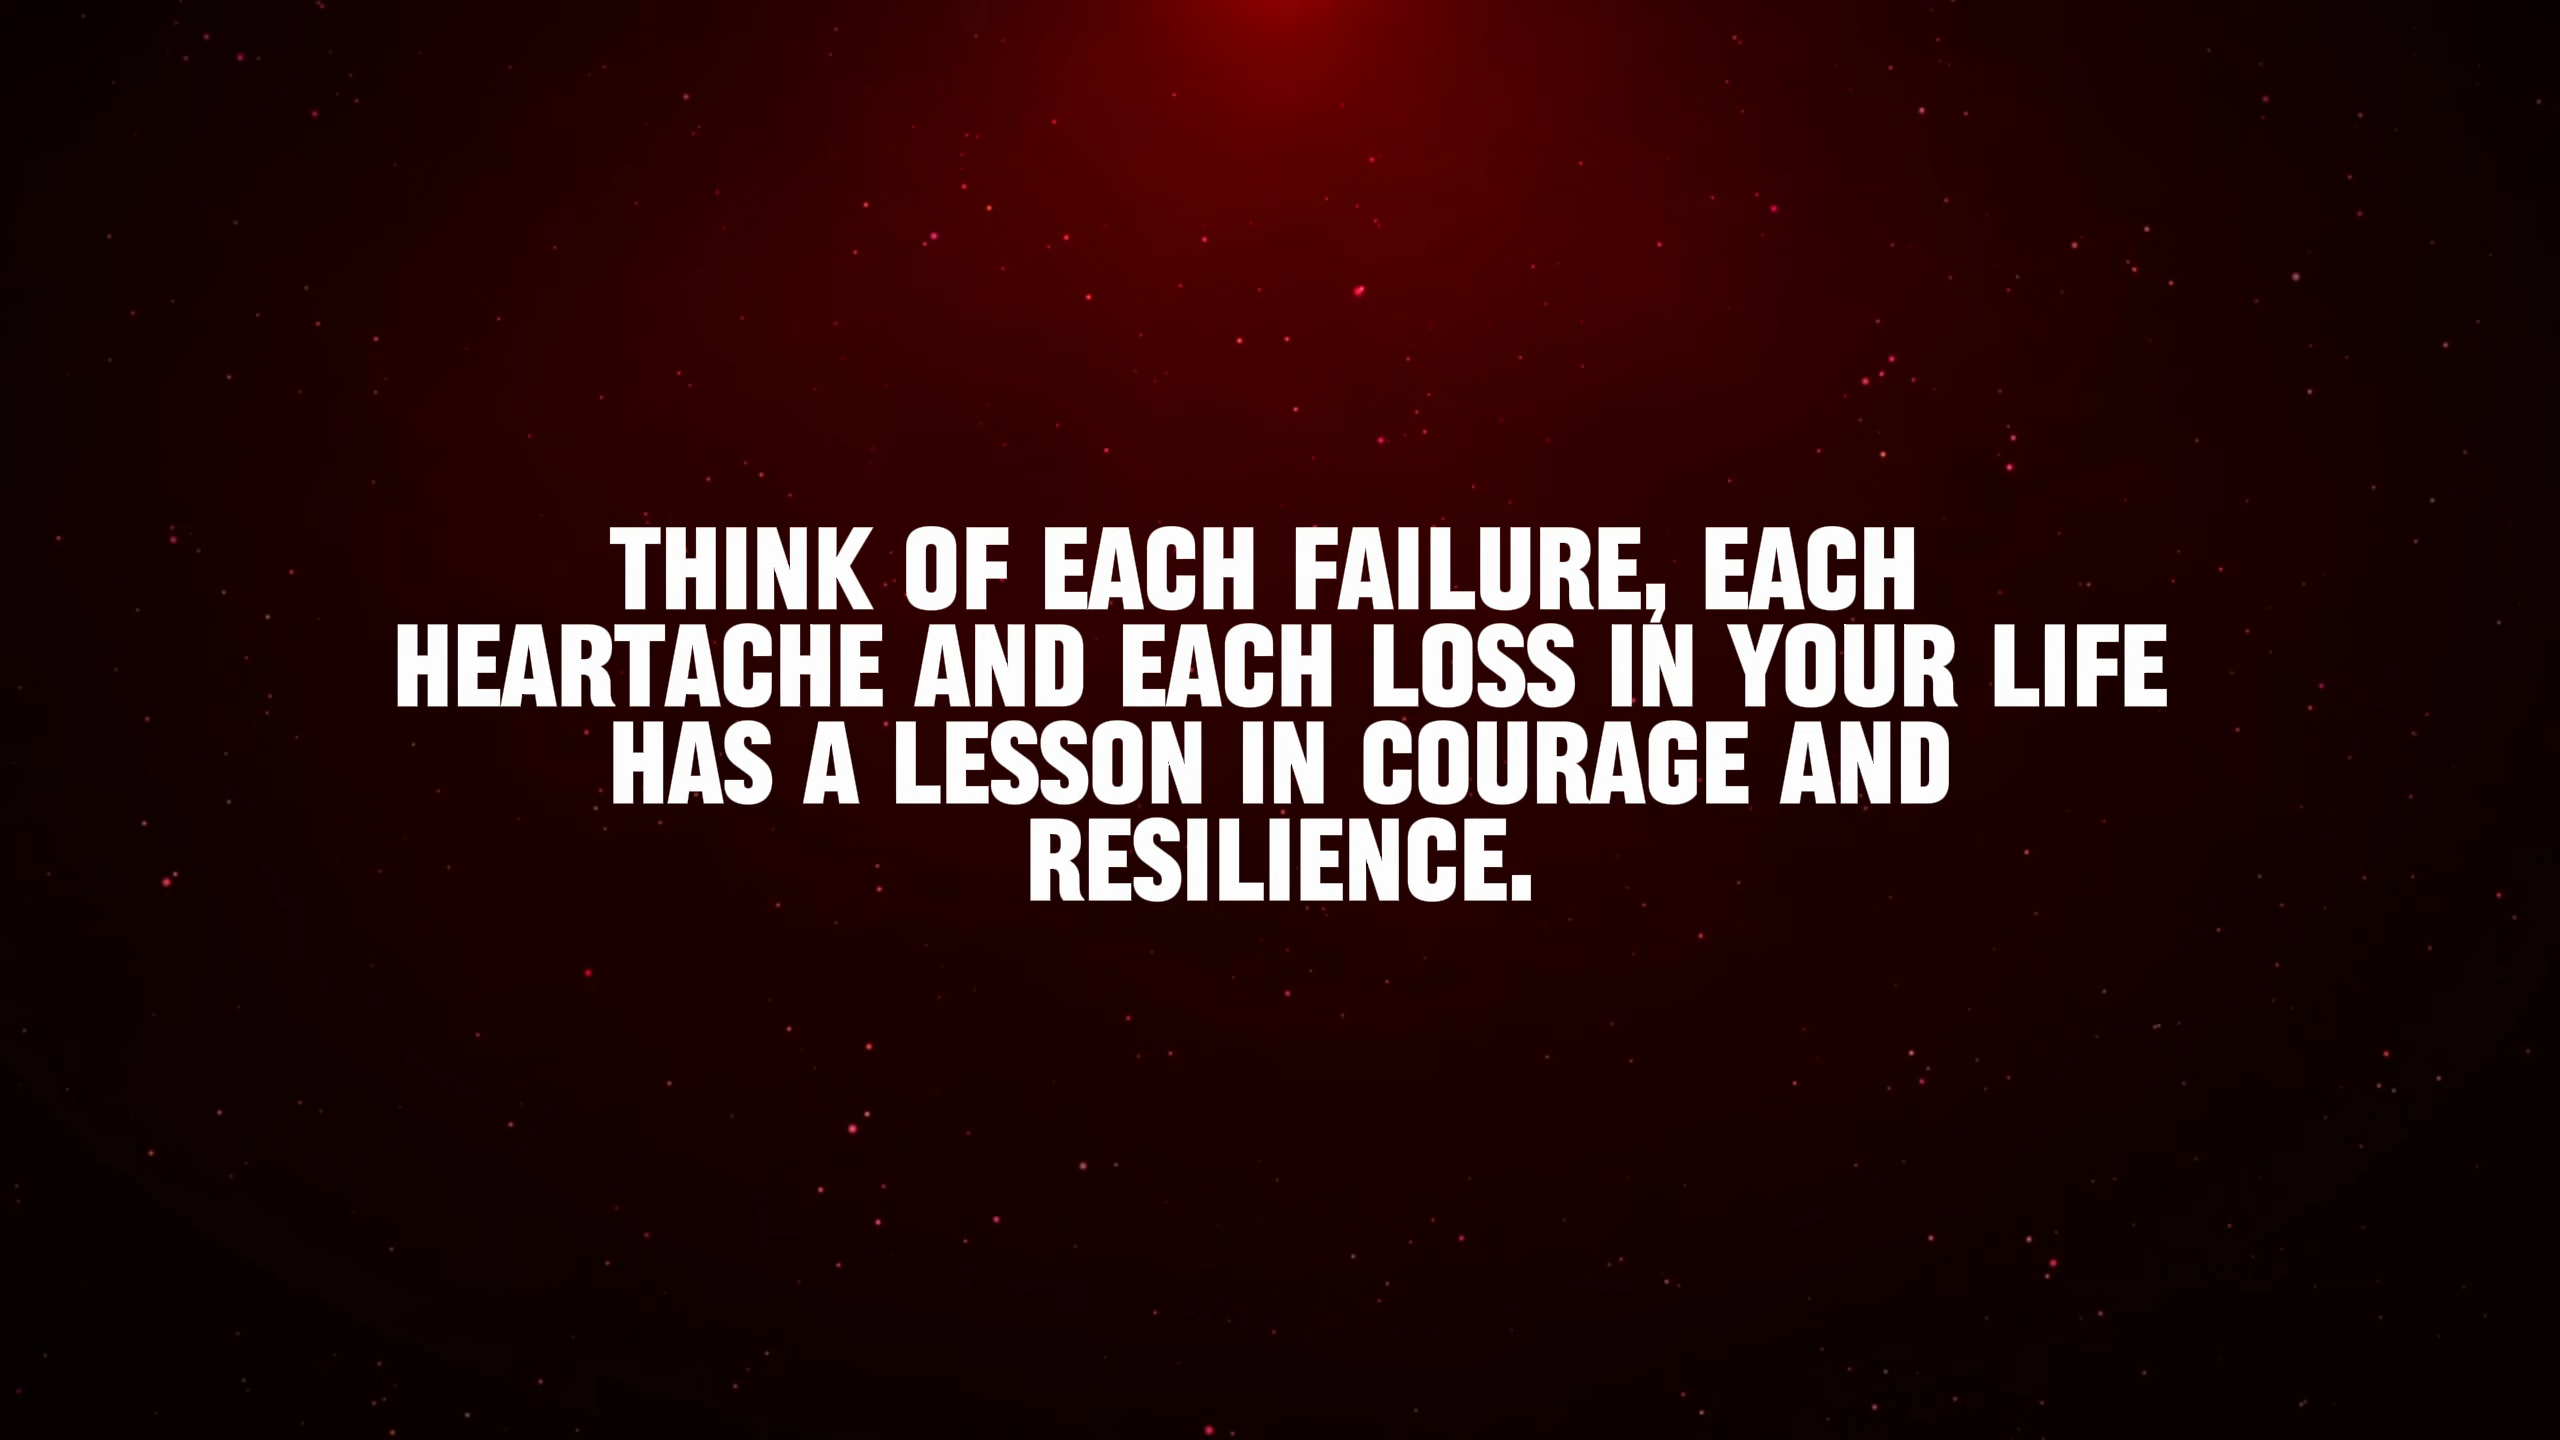 THINK OF EACH FAILURE, EACH
HEARTACHE AND EACH LOSS IN YOUR LIFE
HAS A LESSON IN COURAGE AND
RESILIENCE.